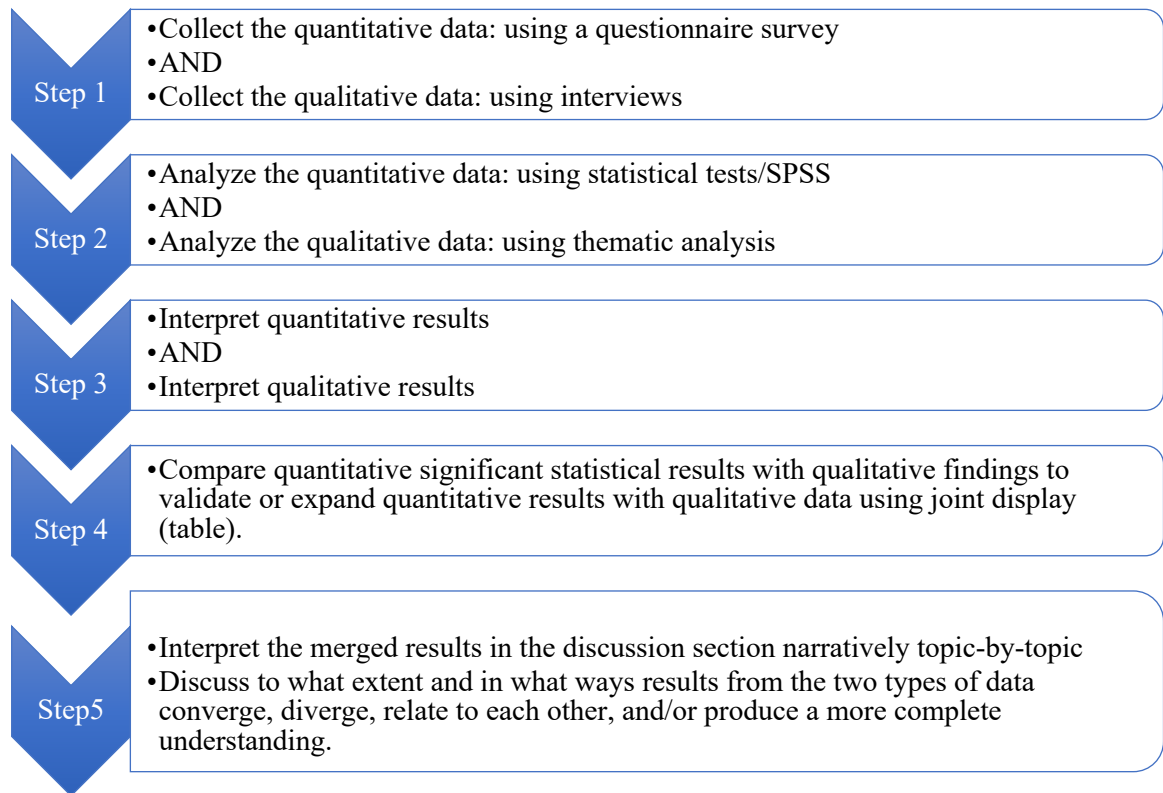 Step 1
•Collect the quantitative data: using a questionnaire survey
•AND
•Collect the qualitative data: using interviews
Step 2
•Analyze the quantitative data: using statistical tests/SPSS
•AND
•Analyze the qualitative data: using thematic analysis
Step 3
•Interpret quantitative results
•AND
•Interpret qualitative results
Step 4
•Compare quantitative significant statistical results with qualitative findings to
validate or expand quantitative results with qualitative data using joint display
(table).
Step5
•Interpret the merged results in the discussion section narratively topic-by-topic
•Discuss to what extent and in what ways results from the two types of data
converge, diverge, relate to each other, and/or produce a more complete
understanding.